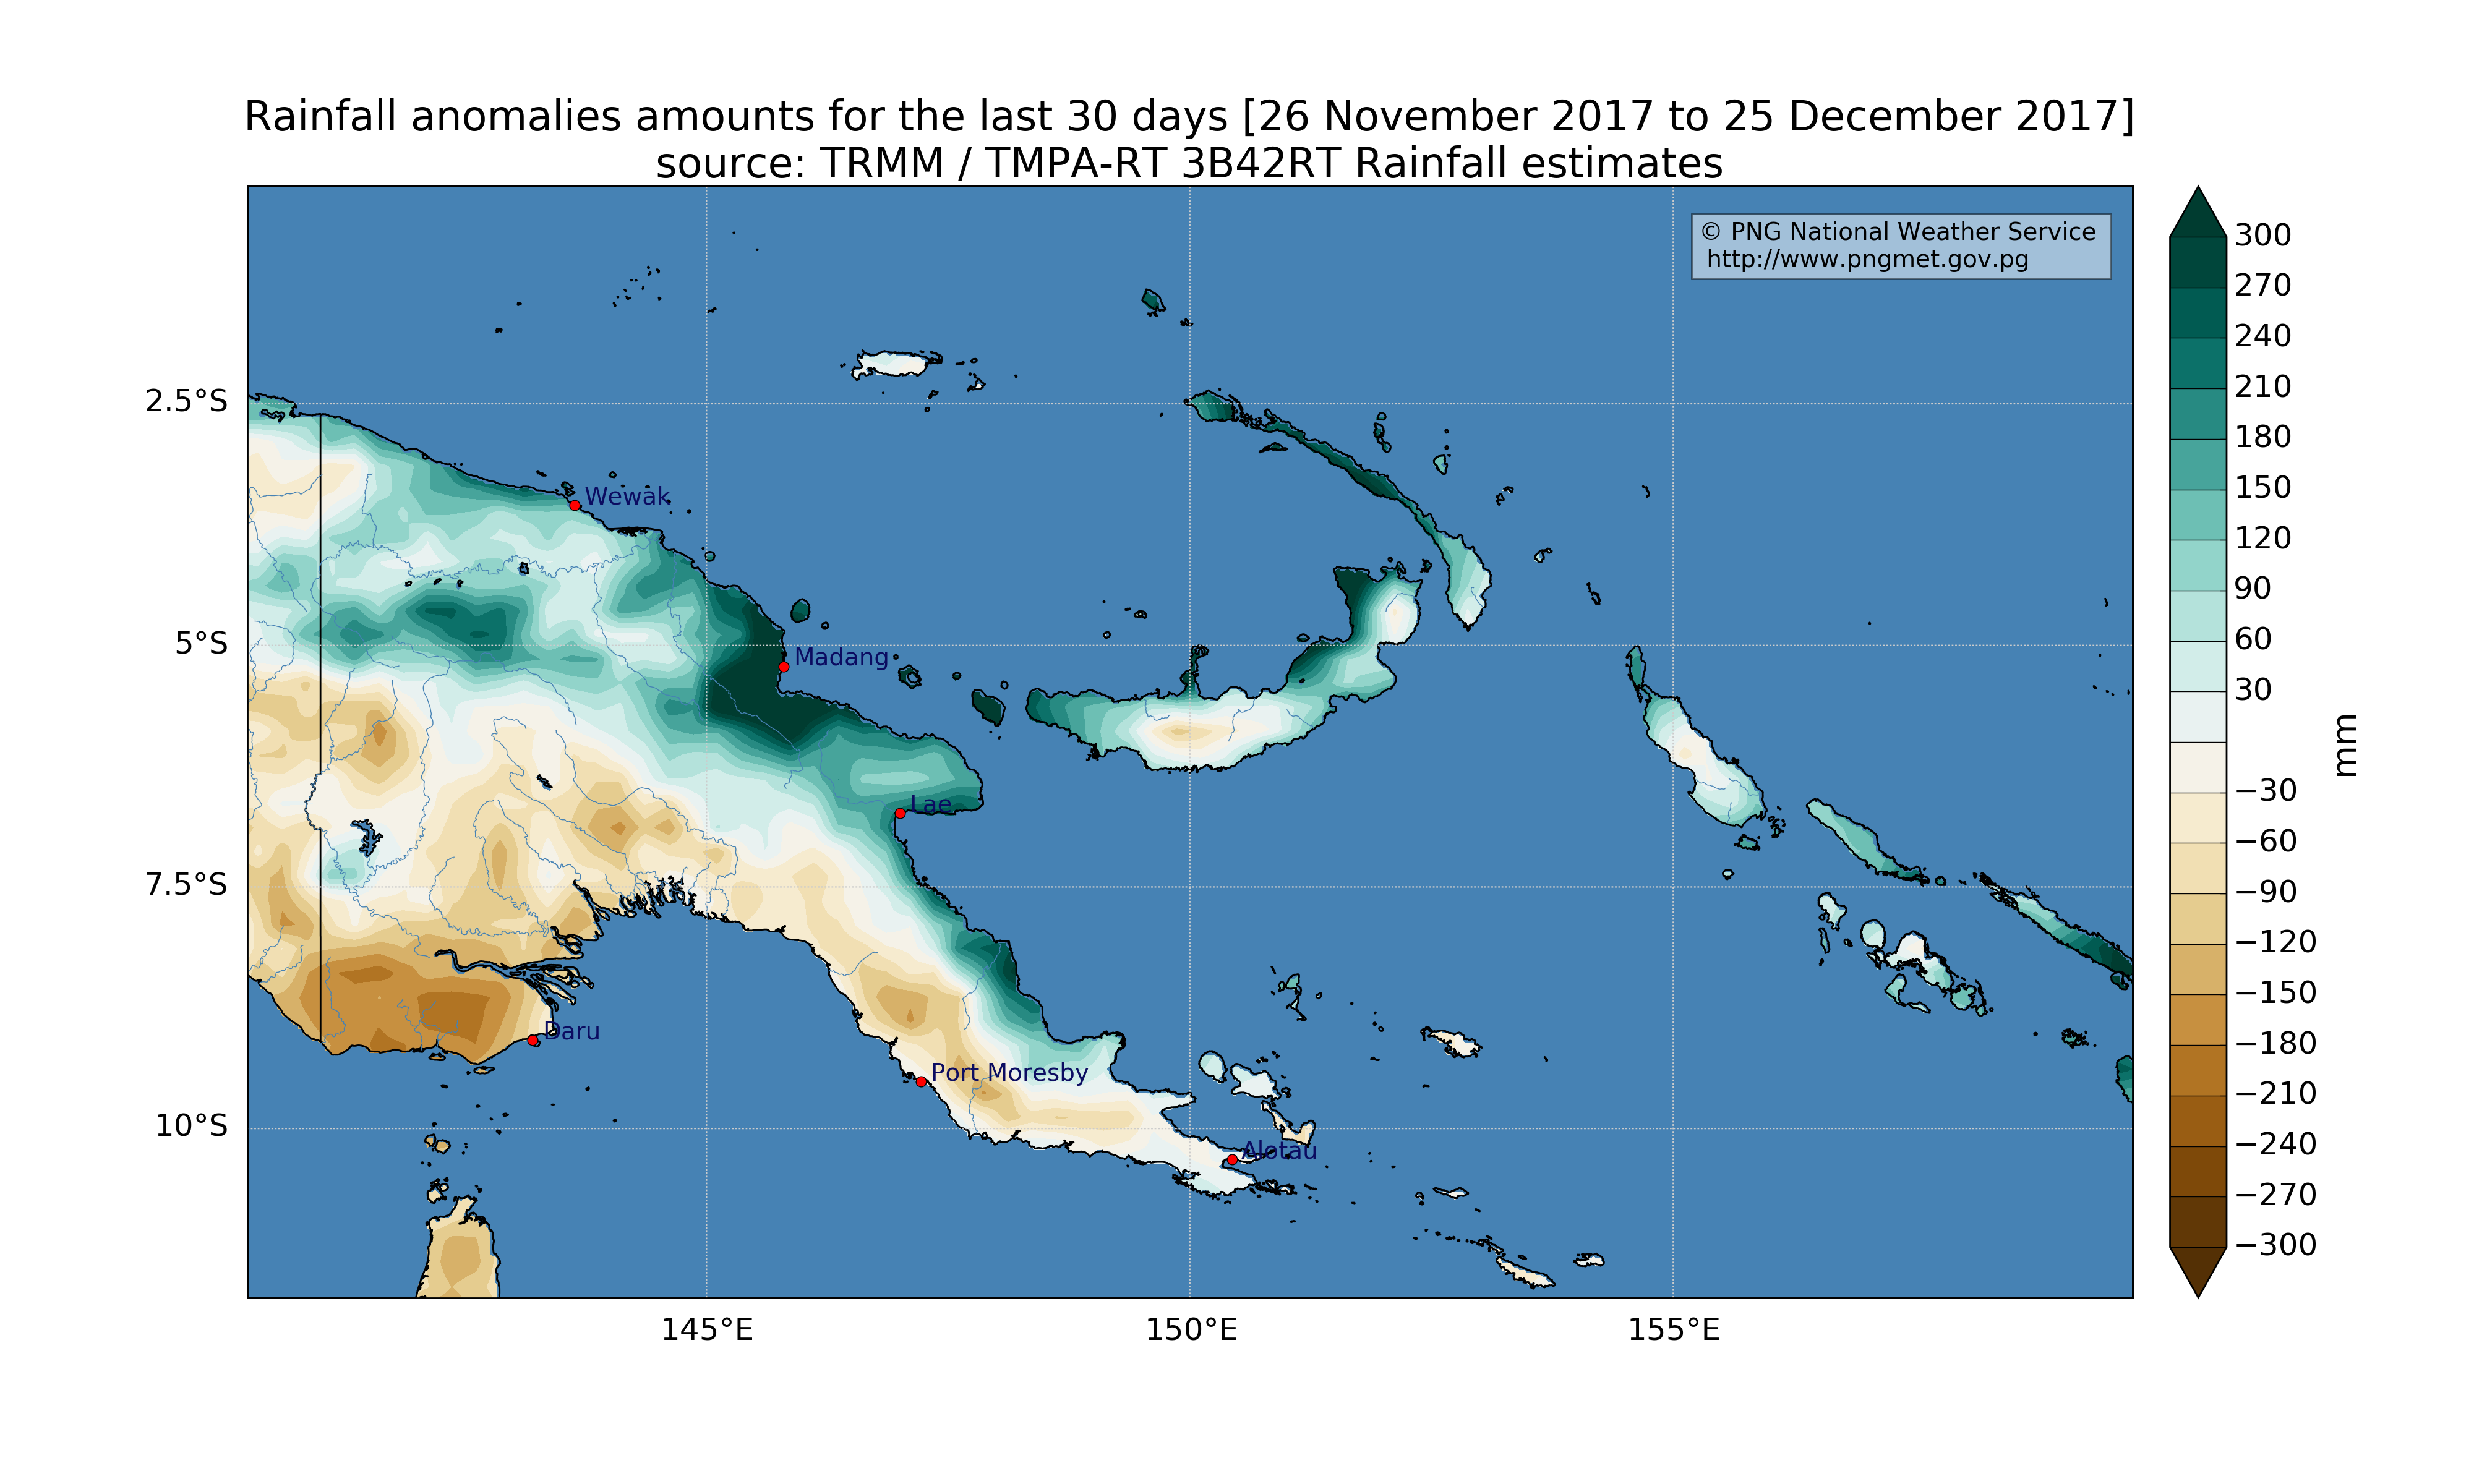 Rainfall anomalies amounts for the last 30 days [26 November 2017 to 25 December 2017]
source: TRMM / TMPA-RT 3B42RT Rainfall estimates
© PNG National Weather Service
http://www.pngmet.gov.pg
2.5°S
5°S
7.5°S
10°S
Wewak
Madang
Lae
Daru
Port Moresby
Alotau
145°E
150°E
155°E
300
270
240
210
180
150
120
90
60
30
−30
−60
−90
−120
−150
−180
−210
−240
−270
−300
mm